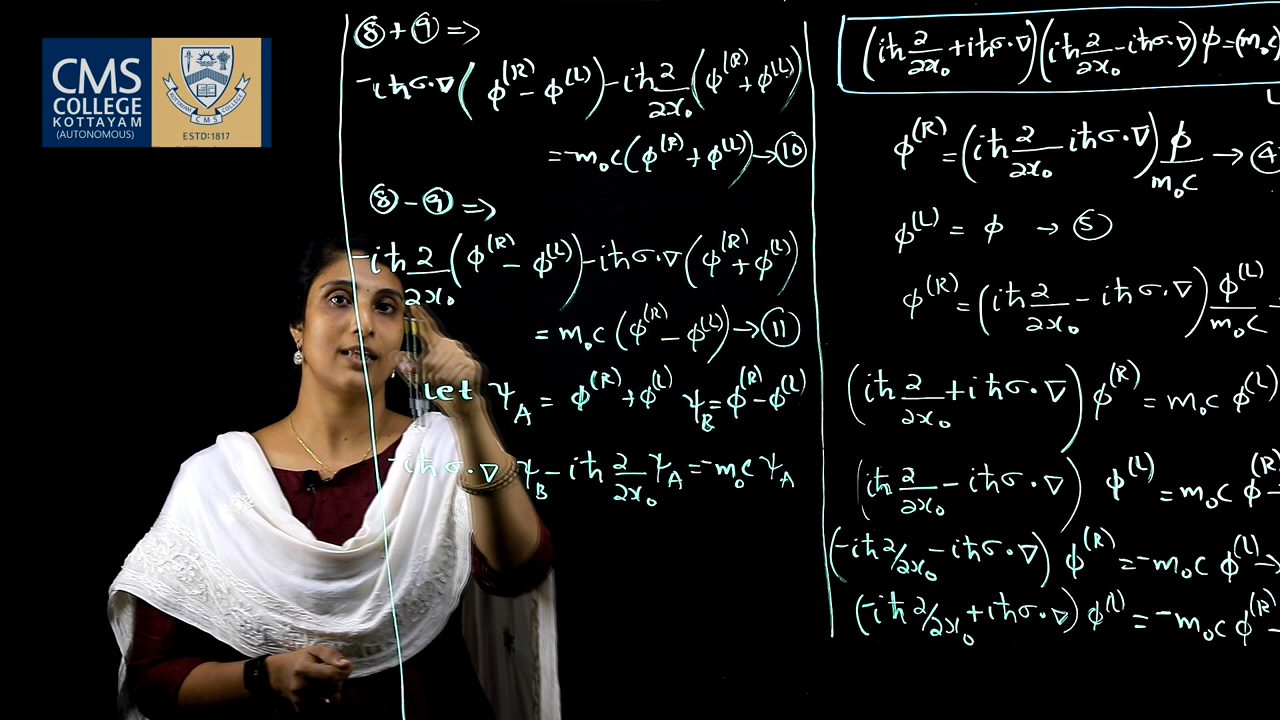 CMS
COLLEGE
KOTTAYAM
(AUTONOMOUS)
KOTTAYAM COLLEGE
CMS
ESTD:1817
⑧ + ⑨ =>
-iħσ·∇(ϕ^(R) - ϕ^(L)) - iħ ∂/∂x₀ (ϕ^(R) + ϕ^(L))
= -m₀c(ϕ^(R) + ϕ^(L)) → ⑩
⑧ - ⑨ =>
-iħ ∂/∂x₀ (ϕ^(R) - ϕ^(L)) - iħσ·∇(ϕ^(R) + ϕ^(L))
= m₀c (ϕ^(R) - ϕ^(L)) → ⑪
Let ψ_A = ϕ^(R) + ϕ^(L) ψ_B = ϕ^(R) - ϕ^(L)
-iħσ·∇ ψ_B - iħ ∂/∂x₀ ψ_A = -m₀c ψ_A
(iħ ∂/∂x₀ + iħσ·∇)(iħ ∂/∂x₀ - iħσ·∇) ϕ = (m₀c)
ϕ^(R) = (iħ ∂/∂x₀ - iħσ·∇) ϕ/m₀c → ④
ϕ^(L) = ϕ → ⑤
ϕ^(R) = (iħ ∂/∂x₀ - iħσ·∇) ϕ^(L)/m₀c -
(iħ ∂/∂x₀ + iħσ·∇) ϕ^(R) = m₀c ϕ^(L)
(iħ ∂/∂x₀ - iħσ·∇) ϕ^(L) = m₀c ϕ^(R) -
(-iħ ∂/∂x₀ - iħσ·∇) ϕ^(R) = -m₀c ϕ^(L) →
(-iħ ∂/∂x₀ + iħσ·∇) ϕ^(L) = -m₀c ϕ^(R) -